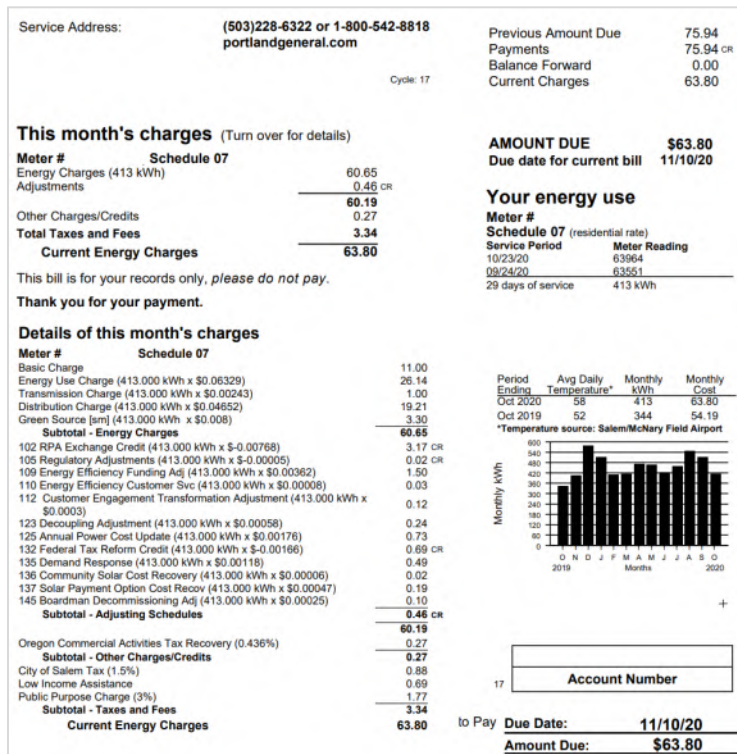 Service Address:
(503)228-6322 or 1-800-542-8818
portlandgeneral.com
Cycle: 17
Previous Amount Due 75.94
Payments 75.94 CR
Balance Forward 0.00
Current Charges 63.80
This month's charges (Turn over for details)
Meter # Schedule 07
Energy Charges (413 kWh) 60.65
Adjustments 0.46 CR
60.19
Other Charges/Credits 0.27
Total Taxes and Fees 3.34
Current Energy Charges 63.80
This bill is for your records only, please do not pay.
Thank you for your payment.
AMOUNT DUE $63.80
Due date for current bill 11/10/20
Your energy use
Meter #
Schedule 07 (residential rate)
Service Period Meter Reading
10/23/20 63964
09/24/20 63551
29 days of service 413 kWh
Details of this month's charges
Meter # Schedule 07
Basic Charge 11.00
Energy Use Charge (413.000 kWh x $0.06329) 26.14
Transmission Charge (413.000 kWh x $0.00243) 1.00
Distribution Charge (413.000 kWh x $0.04652) 19.21
Green Source [sm] (413.000 kWh x $0.008) 3.30
Subtotal - Energy Charges 60.65
102 RPA Exchange Credit (413.000 kWh x $-0.00768) 3.17 CR
105 Regulatory Adjustments (413.000 kWh x $-0.00005) 0.02 CR
109 Energy Efficiency Funding Adj (413.000 kWh x $0.00362) 1.50
110 Energy Efficiency Customer Svc (413.000 kWh x $0.00008) 0.03
112 Customer Engagement Transformation Adjustment (413.000 kWh x
$0.0003) 0.12
123 Decoupling Adjustment (413.000 kWh x $0.00058) 0.24
125 Annual Power Cost Update (413.000 kWh x $0.00176) 0.73
132 Federal Tax Reform Credit (413.000 kWh x $-0.00166) 0.69 CR
135 Demand Response (413.000 kWh x $0.00118) 0.49
136 Community Solar Cost Recovery (413.000 kWh x $0.00006) 0.02
137 Solar Payment Option Cost Recov (413.000 kWh x $0.00047) 0.19
145 Boardman Decommissioning Adj (413.000 kWh x $0.00025) 0.10
Subtotal - Adjusting Schedules 0.46 CR
60.19
Oregon Commercial Activities Tax Recovery (0.436%) 0.27
Subtotal - Other Charges/Credits 0.27
City of Salem Tax (1.5%) 0.88
Low Income Assistance 0.69
Public Purpose Charge (3%) 1.77
Subtotal - Taxes and Fees 3.34
Current Energy Charges 63.80
Period Avg Daily Monthly Monthly
Ending Temperature* kWh Cost
Oct 2020 58 413 63.80
Oct 2019 52 344 54.19
*Temperature source: Salem/McNary Field Airport
Monthly kWh
600
540
480
420
360
300
240
180
120
60
0
O N D J F M A M J J A S O
2019 Months 2020
17 Account Number
to Pay Due Date: 11/10/20
Amount Due: $63.80